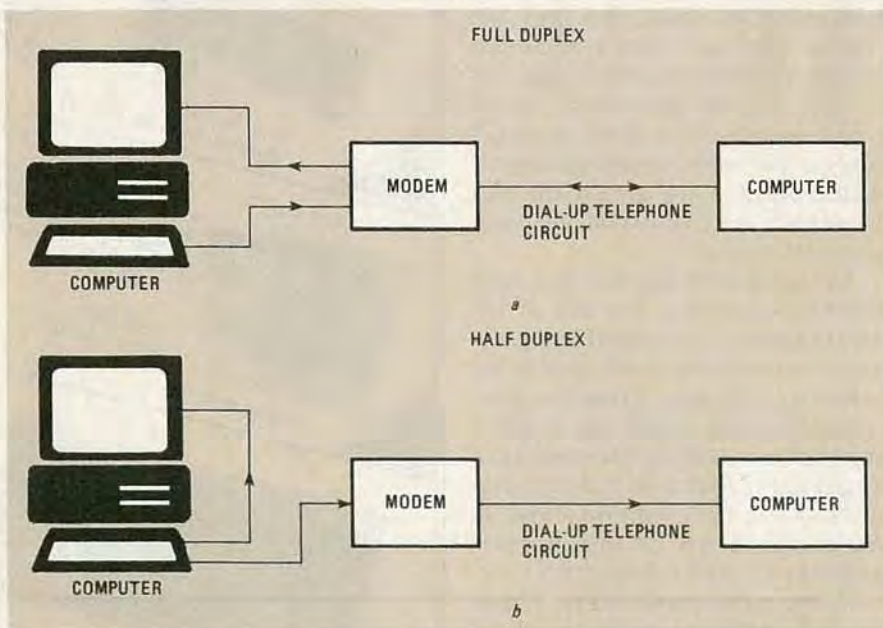 FULL DUPLEX
MODEM
COMPUTER
DIAL-UP TELEPHONE
CIRCUIT
COMPUTER
a
HALF DUPLEX
MODEM
COMPUTER
DIAL-UP TELEPHONE
CIRCUIT
COMPUTER
b